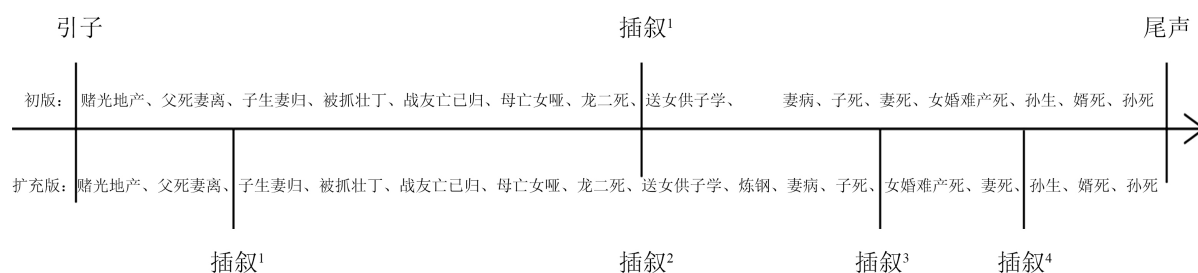 引子 插叙¹ 尾声
初版：赌光地产、父死妻离、子生妻归、被抓壮丁、战友亡已归、母亡女哑、龙二死、送女供子学、 妻病、子死、妻死、女婚难产死、孙生、婿死、孙死
扩充版：赌光地产、父死妻离、子生妻归、被抓壮丁、战友亡已归、母亡女哑、龙二死、送女供子学、炼钢、妻病、子死、女婚难产死、妻死、孙生、婿死、孙死
插叙¹ 插叙² 插叙³ 插叙⁴